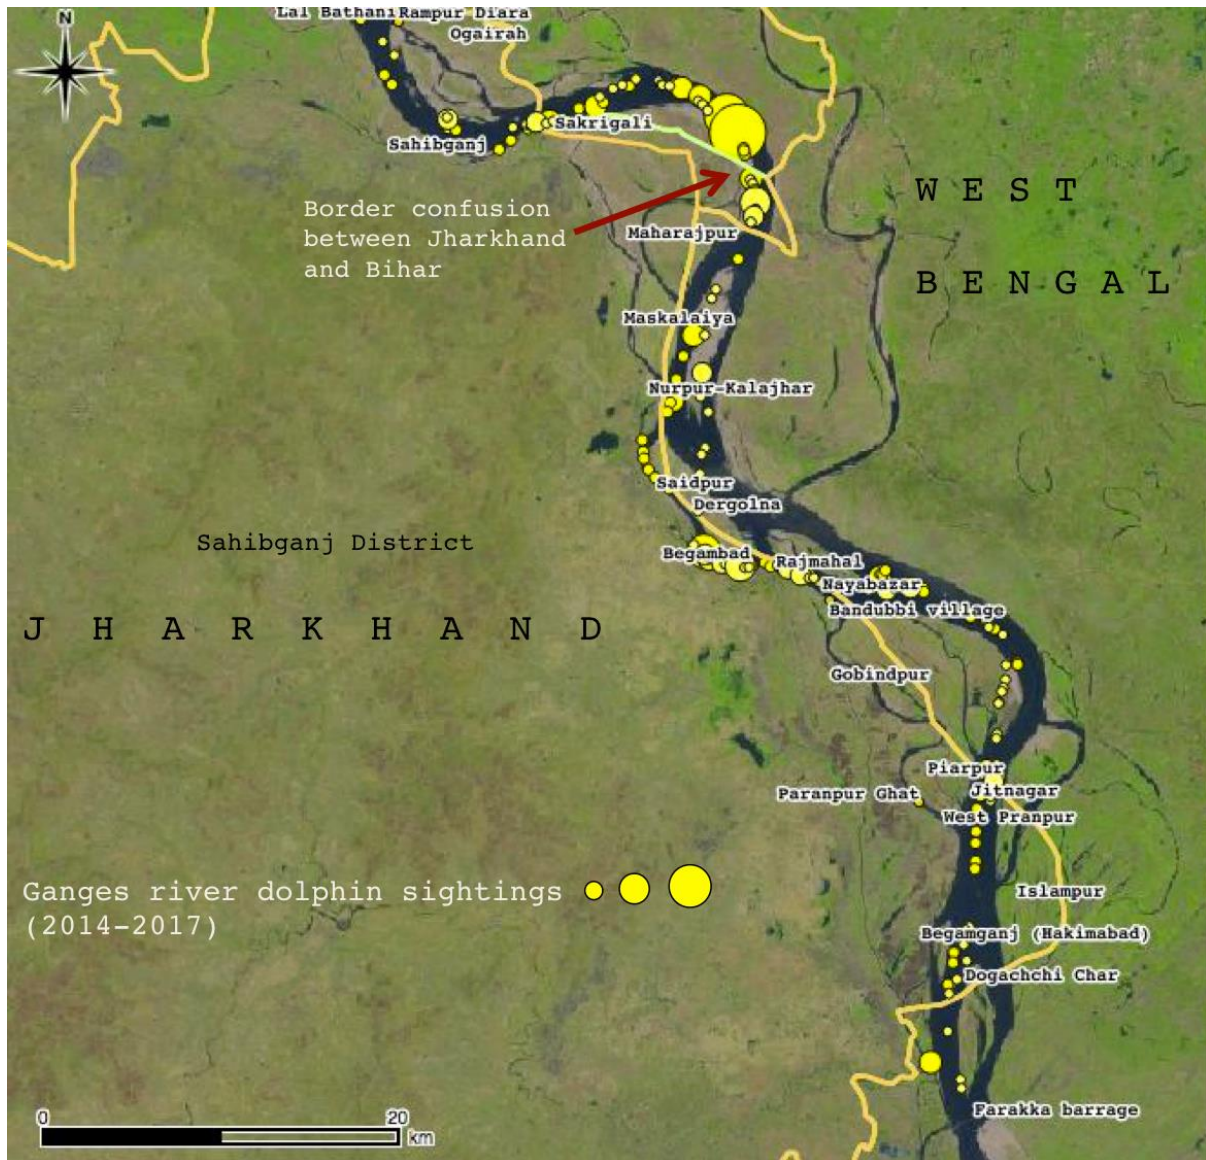 Lal Bathani Rampur Diara
N
Ogairah
Sakrigali
Sahibganj
W E S T
Border confusion
between Jharkhand
and Bihar
Maharajpur
B E N G A L
Maskalaiya
Nurpur-Kalajhar
Saidpur
Dergolna
Sahibganj District
Begambad
Rajmahal
Nayabazar
Bandubbi village
J H A R K H A N D
Gobindpur
Piarpur
Paranpur Ghat
Jitnagar
West Pranpur
Ganges river dolphin sightings
(2014-2017)
Islampur
Begamganj (Hakimabad)
Dogachchi Char
Farakka barrage
0 20
km